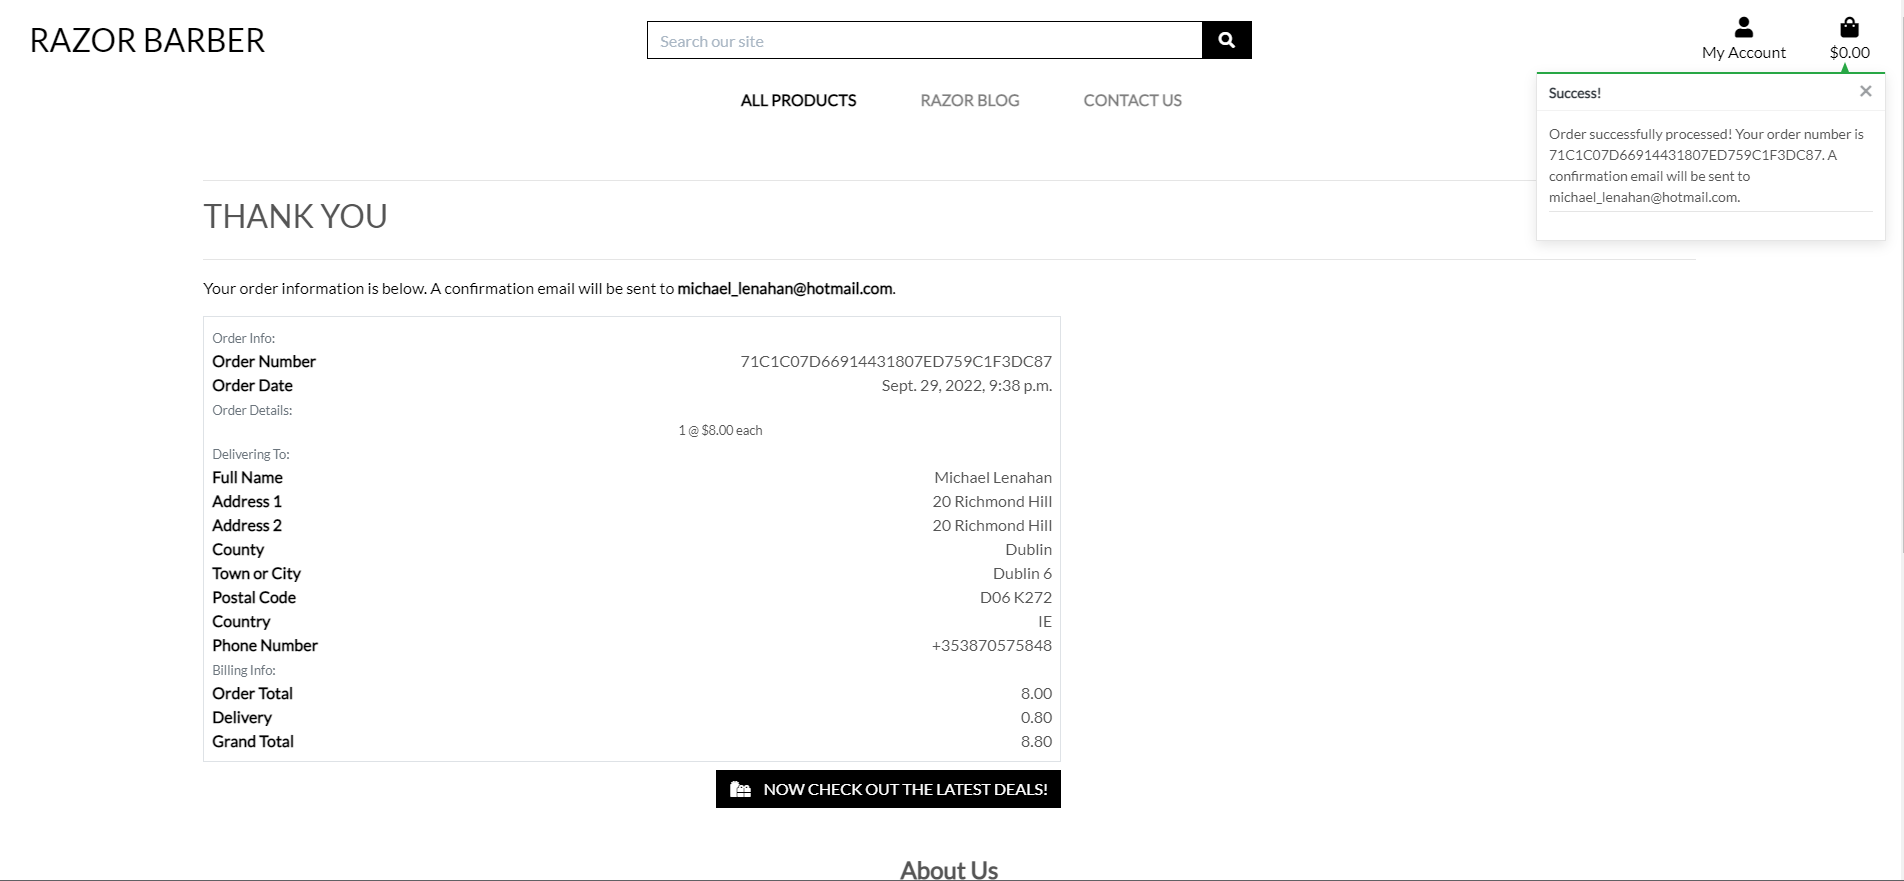 RAZOR BARBER
Search our site
My Account
$0.00
ALL PRODUCTS
RAZOR BLOG
CONTACT US
Success!
Order successfully processed! Your order number is
71C1C07D66914431807ED759C1F3DC87. A
confirmation email will be sent to
michael_lenahan@hotmail.com.
THANK YOU
Your order information is below. A confirmation email will be sent to michael_lenahan@hotmail.com.
Order Info:
Order Number 71C1C07D66914431807ED759C1F3DC87
Order Date Sept. 29, 2022, 9:38 p.m.
Order Details:
1 @ $8.00 each
Delivering To:
Full Name Michael Lenahan
Address 1 20 Richmond Hill
Address 2 20 Richmond Hill
County Dublin
Town or City Dublin 6
Postal Code D06 K272
Country IE
Phone Number +353870575848
Billing Info:
Order Total 8.00
Delivery 0.80
Grand Total 8.80
NOW CHECK OUT THE LATEST DEALS!
About Us